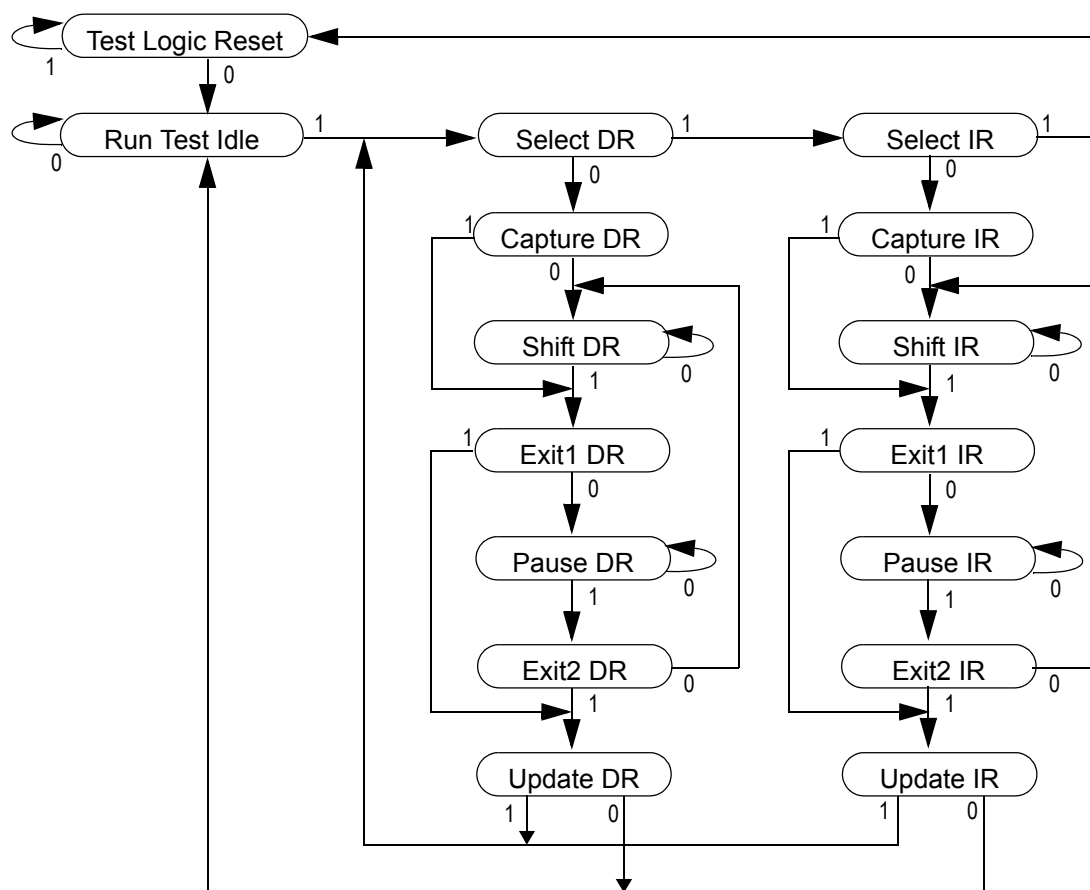 Test Logic Reset
1
0
Run Test Idle
1
Select DR
1
Select IR
1
0
0
0
1
Capture DR
1
Capture IR
0
0
Shift DR
Shift IR
0
0
1
1
1
Exit1 DR
1
Exit1 IR
0
0
Pause DR
Pause IR
0
0
1
1
Exit2 DR
Exit2 IR
0
0
1
1
Update DR
Update IR
1
0
1
0